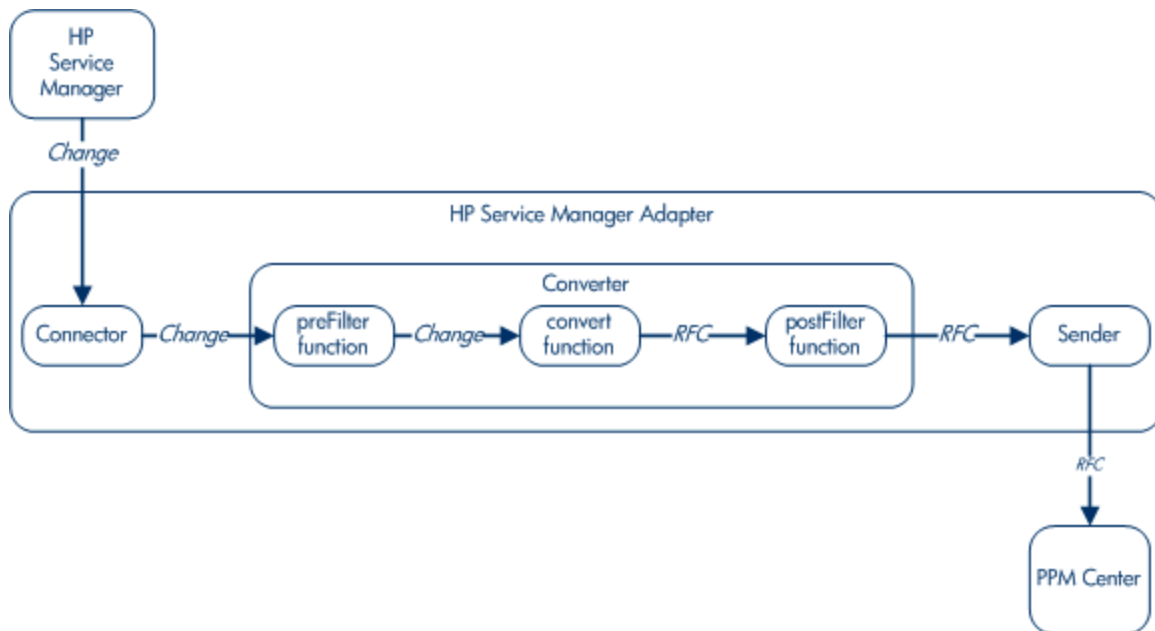 HP
Service
Manager
Change
HP Service Manager Adapter
Converter
Connector
Change
preFilter
function
Change
convert
function
RFC
postFilter
function
RFC
Sender
RFC
PPM Center